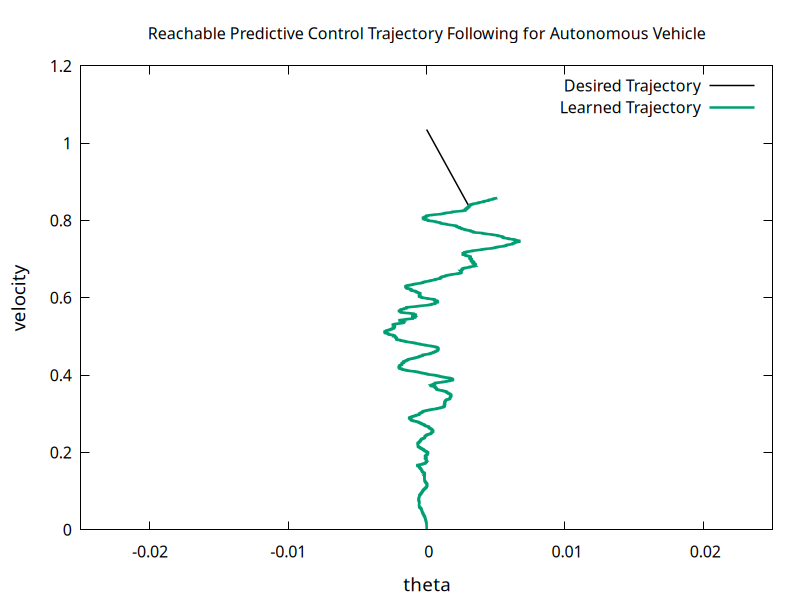 Reachable Predictive Control Trajectory Following for Autonomous Vehicle
1.2
Desired Trajectory
Learned Trajectory
1
0.8
0.6
velocity
0.4
0.2
0
-0.02 -0.01 0 0.01 0.02
theta